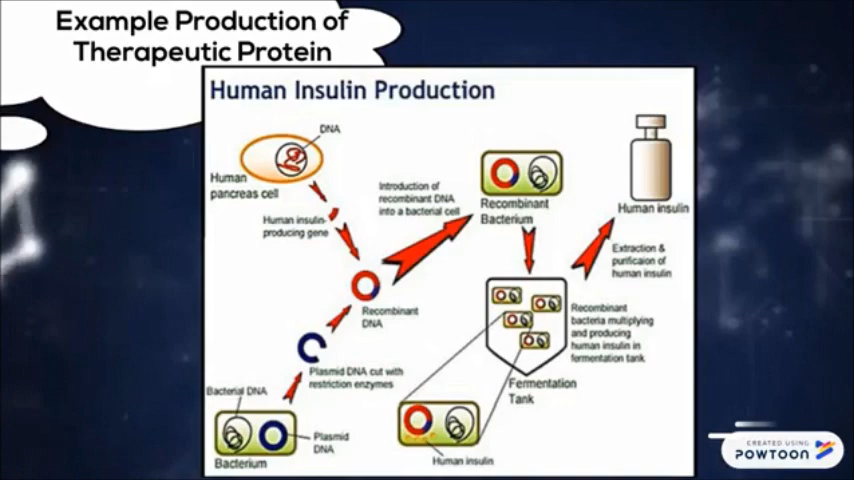 Example Production of
Therapeutic Protein
Human Insulin Production
DNA
Human
pancreas cell
Human insulin-
producing gene
Introduction of
recombinant DNA
into a bacterial cell
Recombinant
Bacterium
Human insulin
Extraction &
purificaion of
human insulin
Recombinant
DNA
Recombinant
bacteria multiplying
and producing
human insulin in
fermentation tank
Plasmid DNA cut with
restriction enzymes
Fermentation
Tank
Bacterial DNA
Plasmid
DNA
Bacterium
Human insulin
CREATED USING
POWTOON